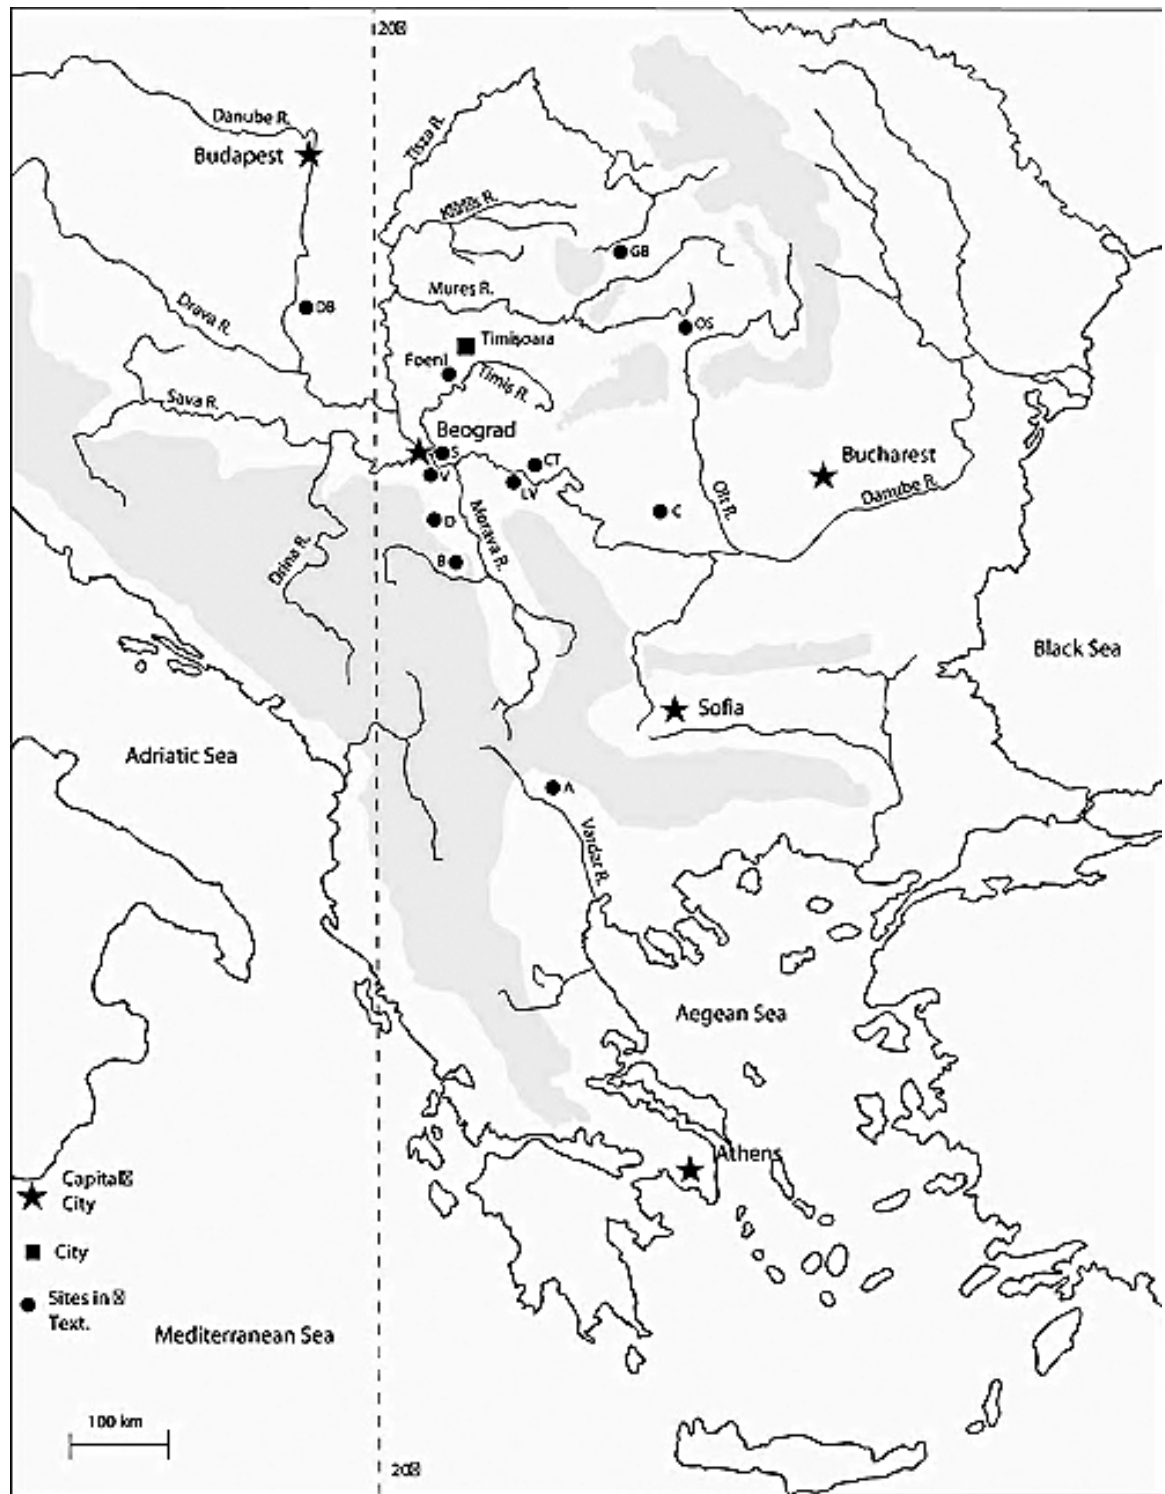 20
Danube R.
Budapest
Tisza R.
GB
Mures R.
DB
Drava R.
OS
Timişoara
Foeni
Timis R.
Sava R.
Beograd
S
CT
Bucharest
V
LV
Danube R.
Olt R.
C
D
Morava R.
B
Drina R.
Black Sea
Sofia
Adriatic Sea
A
Vardar R.
Aegean Sea
Athens
Capital
City
City
Sites in
Text.
Mediterranean Sea
100 km
20